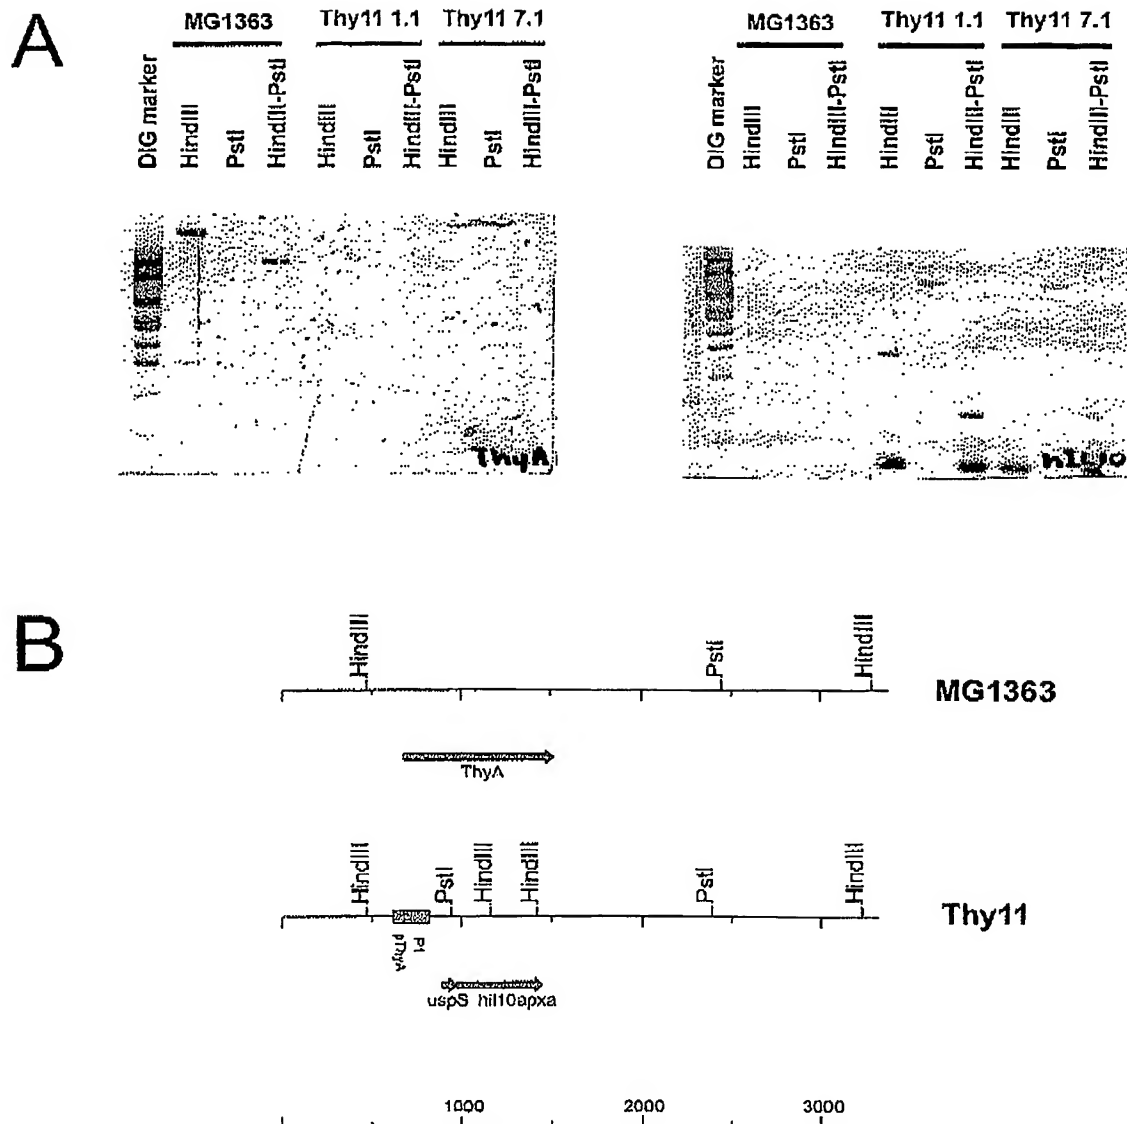 A
MG1363 Thy11 1.1 Thy11 7.1
DIG marker HindIII PstI HindIII-PstI HindIII PstI HindIII-PstI HindIII PstI HindIII-PstI
ThyA
MG1363 Thy11 1.1 Thy11 7.1
DIG marker HindIII PstI HindIII-PstI HindIII PstI HindIII-PstI HindIII PstI HindIII-PstI
B
HindIII PstI HindIII
MG1363
ThyA
HindIII PstI HindIII HindIII PstI HindIII
Thy11
pThyA P1
uspS hil10apxa
1000 2000 3000